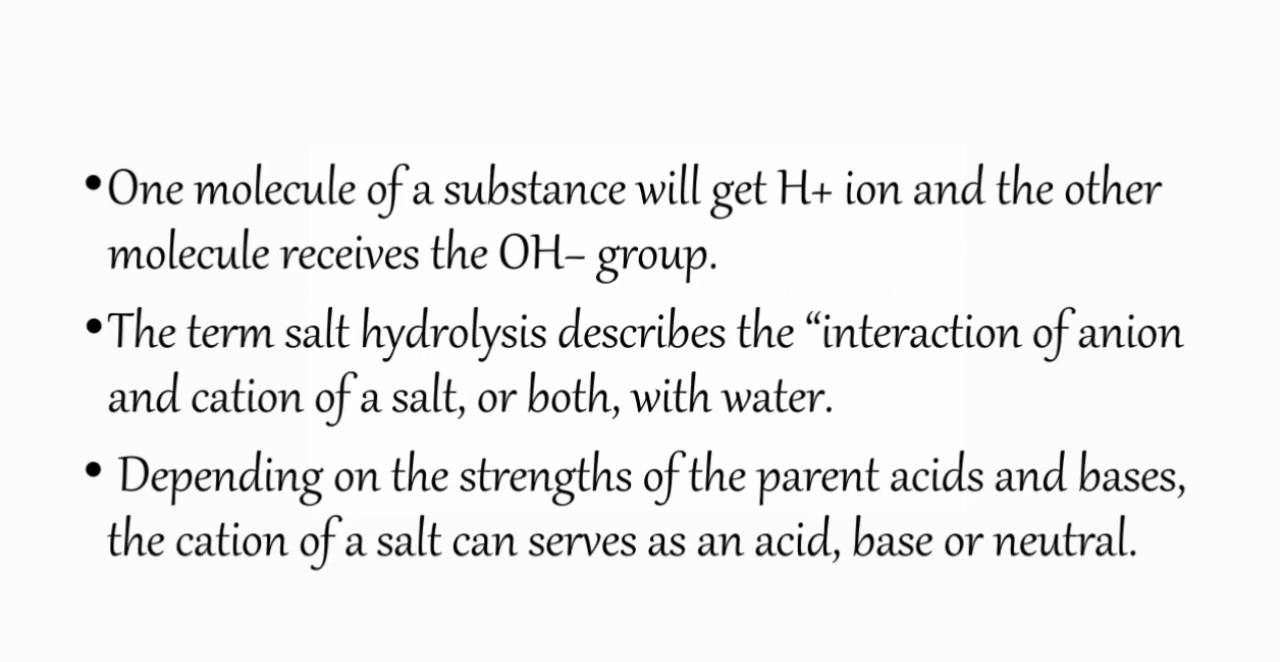 •One molecule of a substance will get H+ ion and the other
molecule receives the OH– group.
•The term salt hydrolysis describes the “interaction of anion
and cation of a salt, or both, with water.
• Depending on the strengths of the parent acids and bases,
the cation of a salt can serves as an acid, base or neutral.